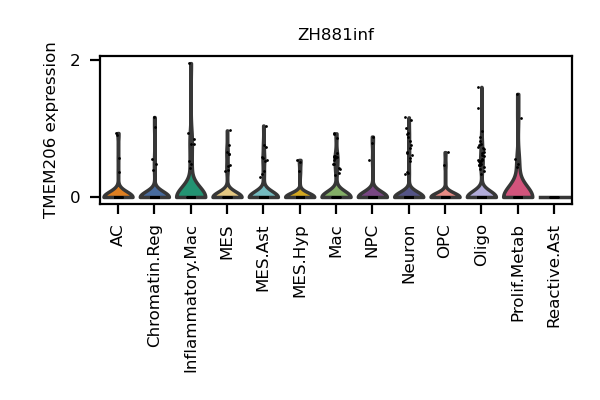 ZH881inf
TMEM206 expression
2
0
AC
Chromatin.Reg
Inflammatory.Mac
MES
MES.Ast
MES.Hyp
Mac
NPC
Neuron
OPC
Oligo
Prolif.Metab
Reactive.Ast